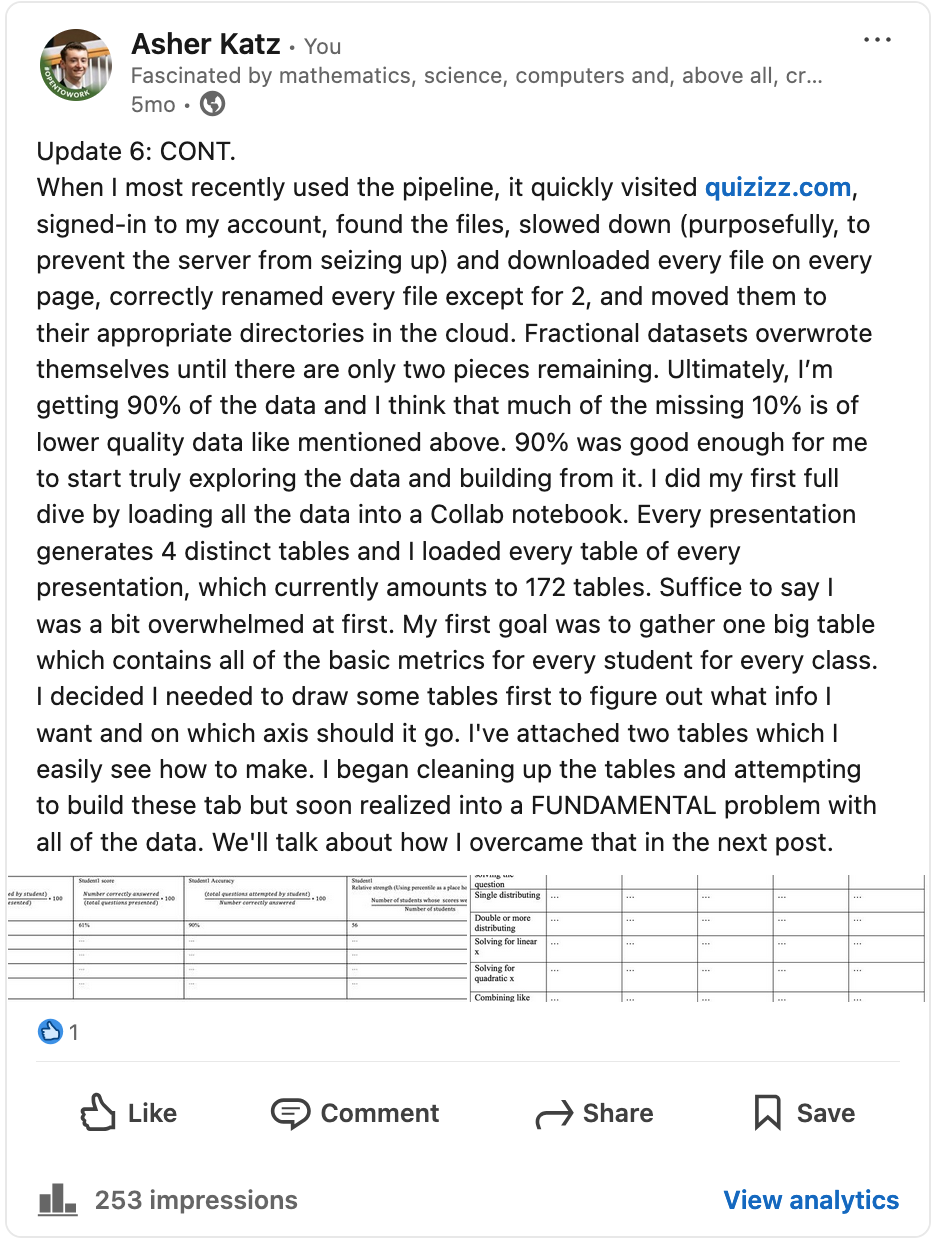 Asher Katz • You
Fascinated by mathematics, science, computers and, above all, cr...
5mo •
#OPENTOWORK
Update 6: CONT.
When I most recently used the pipeline, it quickly visited quizizz.com,
signed-in to my account, found the files, slowed down (purposefully, to
prevent the server from seizing up) and downloaded every file on every
page, correctly renamed every file except for 2, and moved them to
their appropriate directories in the cloud. Fractional datasets overwrote
themselves until there are only two pieces remaining. Ultimately, I’m
getting 90% of the data and I think that much of the missing 10% is of
lower quality data like mentioned above. 90% was good enough for me
to start truly exploring the data and building from it. I did my first full
dive by loading all the data into a Collab notebook. Every presentation
generates 4 distinct tables and I loaded every table of every
presentation, which currently amounts to 172 tables. Suffice to say I
was a bit overwhelmed at first. My first goal was to gather one big table
which contains all of the basic metrics for every student for every class.
I decided I needed to draw some tables first to figure out what info I
want and on which axis should it go. I've attached two tables which I
easily see how to make. I began cleaning up the tables and attempting
to build these tab but soon realized into a FUNDAMENTAL problem with
all of the data. We'll talk about how I overcame that in the next post.
ed by student)
esented) * 100
Student1 score
Number correctly answered
(total questions presented) * 100
61%
...
...
...
...
Student1 Accuracy
(total questions attempted by student)
Number correctly answered * 100
90%
...
...
...
...
Student1
Relative strength (Using percentile as a place ho
Number of students whose scores we
Number of students
56
...
...
...
...
solving the
question
Single distributing ... ... ... ... ...
Double or more
distributing ... ... ... ... ...
Solving for linear
x ... ... ... ... ...
Solving for
quadratic x ... ... ... ... ...
Combining like ... ... ... ... ...
1
Like Comment Share Save
253 impressions View analytics